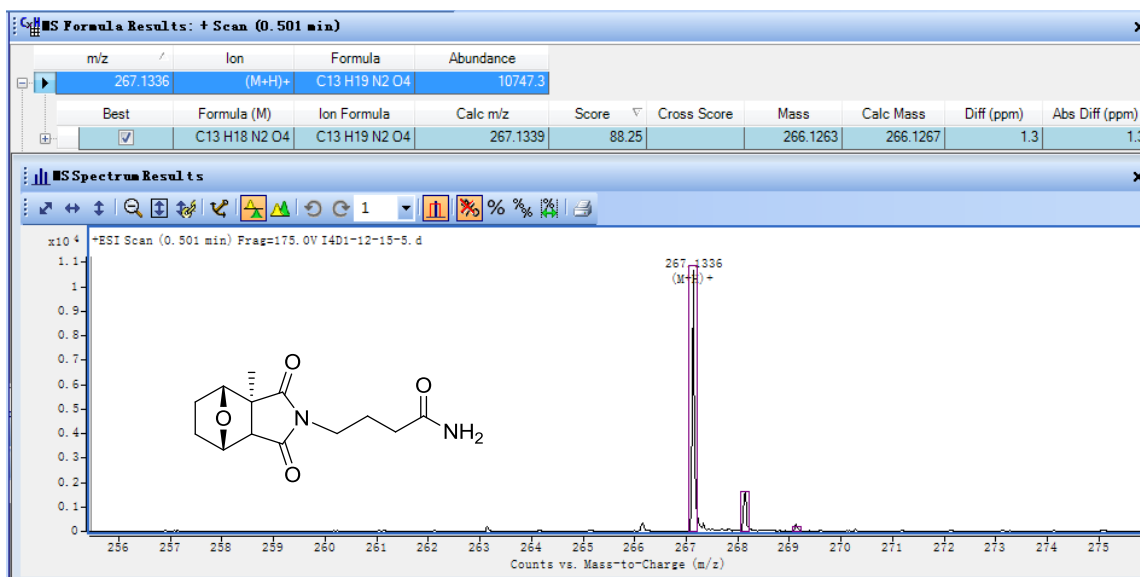 MS Formula Results: + Scan (0.501 min)
m/z Ion Formula Abundance
267.1336 (M+H)+ C13 H19 N2 O4 10747.3
Best Formula (M) Ion Formula Calc m/z Score Cross Score Mass Calc Mass Diff (ppm) Abs Diff (ppm)
C13 H18 N2 O4 C13 H19 N2 O4 267.1339 88.25 266.1263 266.1267 1.3 1.3
MS Spectrum Results
1 % %
x10 4 +ESI Scan (0.501 min) Frag=175.0V I4D1-12-15-5.d
1.1
1
0.9
0.8
0.7
0.6
0.5
0.4
0.3
0.2
0.1
0
267.1336
(M+H)+
O
O
O
N
NH2
O
256 257 258 259 260 261 262 263 264 265 266 267 268 269 270 271 272 273 274 275
Counts vs. Mass-to-Charge (m/z)